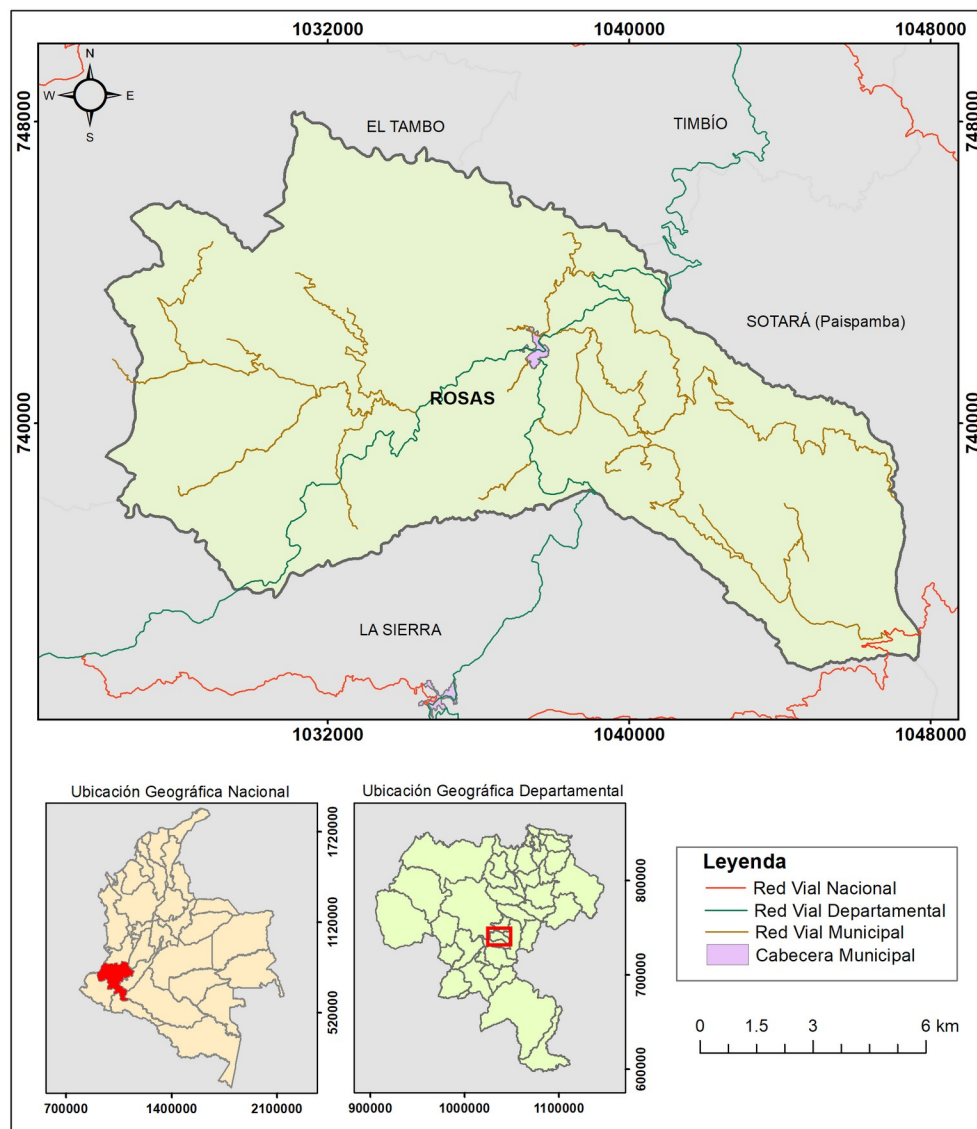 1032000 1040000 1048000
N
W E
S
748000 748000
EL TAMBO
TIMBÍO
SOTARÁ (Paispamba)
ROSAS
740000 740000
LA SIERRA
1032000 1040000 1048000
Ubicación Geográfica Nacional
1720000
1120000
520000
700000 1400000 2100000
Ubicación Geográfica Departamental
800000
700000
600000
900000 1000000 1100000
Leyenda
Red Vial Nacional
Red Vial Departamental
Red Vial Municipal
Cabecera Municipal
0 1.5 3 6 km